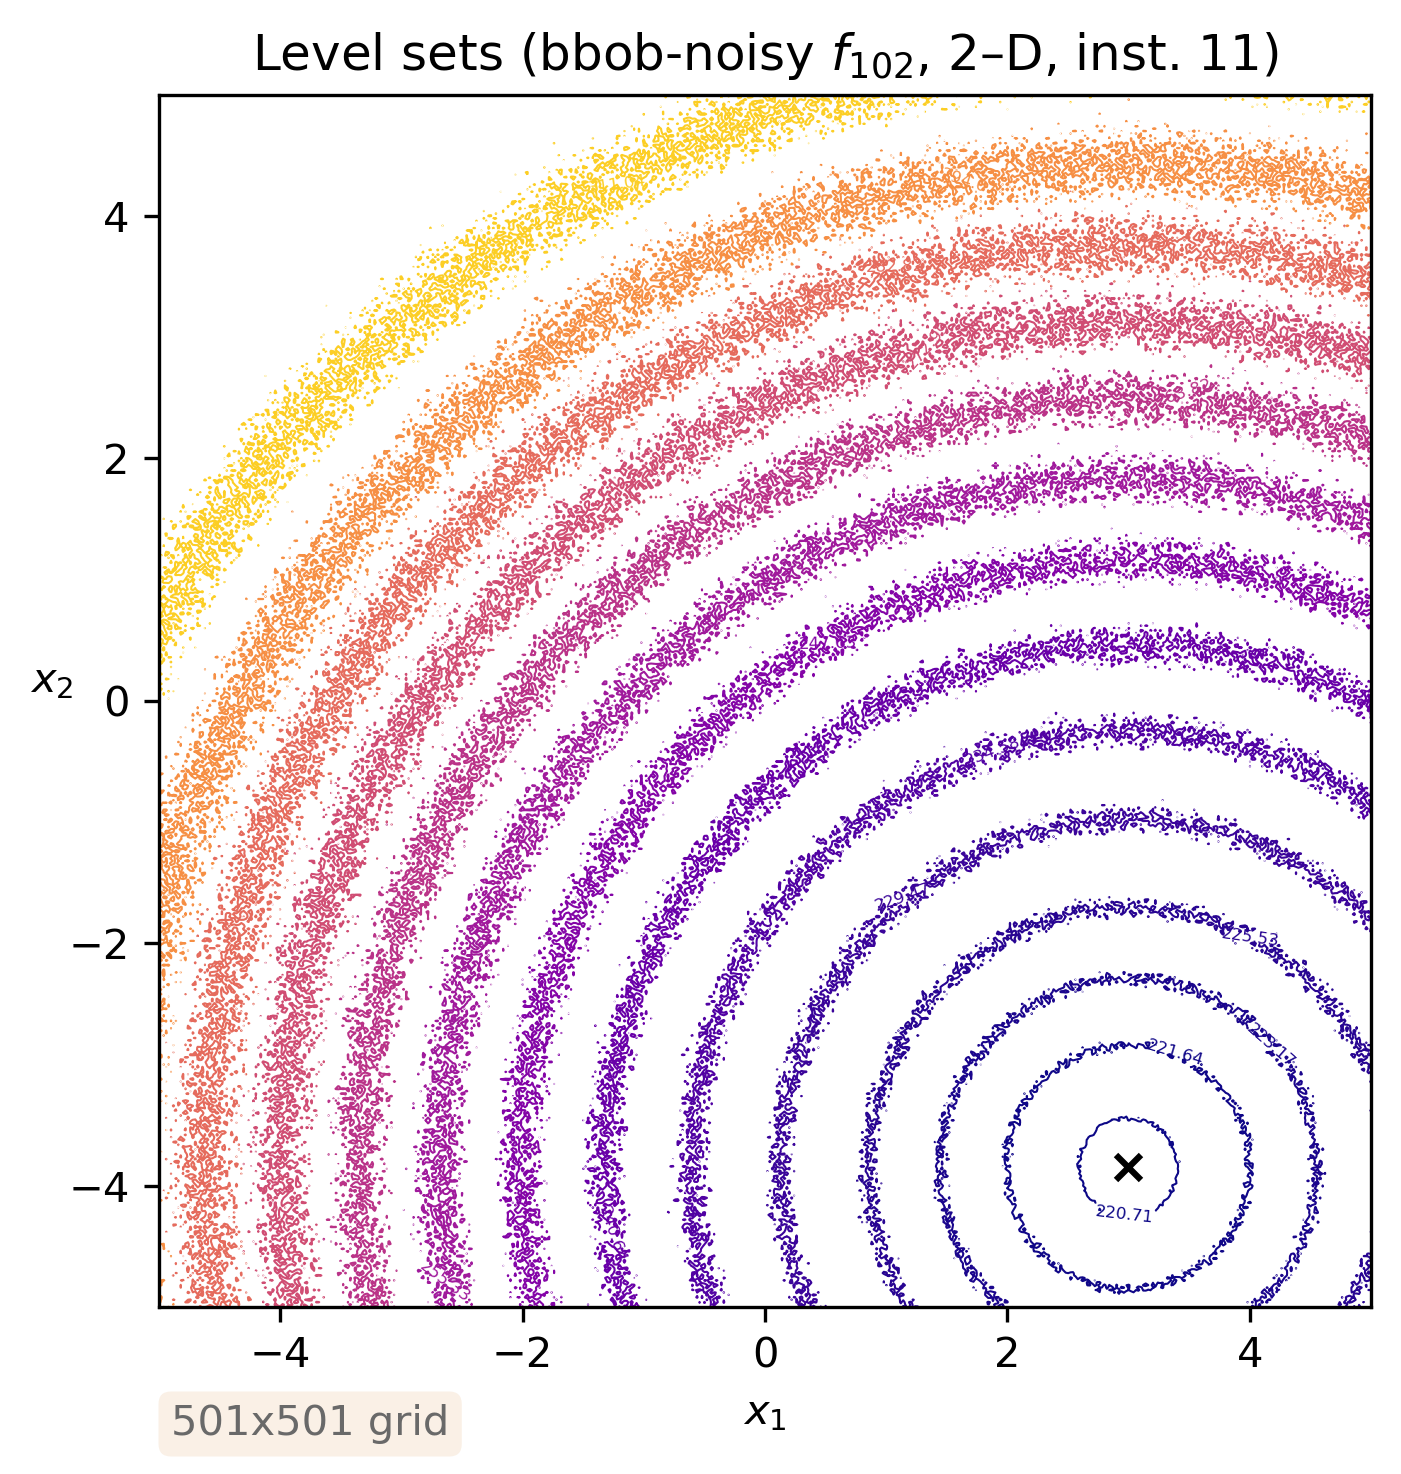 Level sets (bbob-noisy f₁₀₂, 2–D, inst. 11)
4
2
x₂
0
−2
225.53
221.64
−4
220.71
−4 −2 0 2 4
x₁
501x501 grid